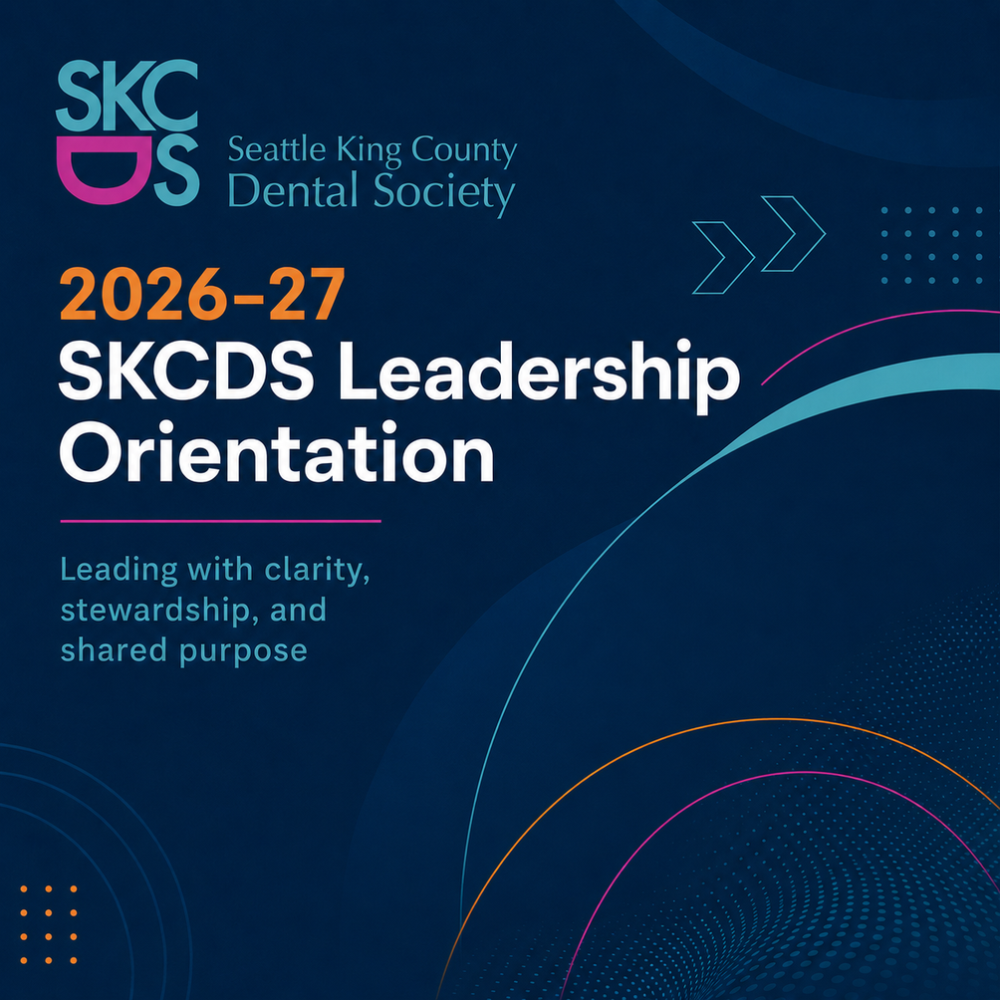 SKC
DS
Seattle King County
Dental Society
2026–27
SKCDS Leadership
Orientation
Leading with clarity,
stewardship, and
shared purpose